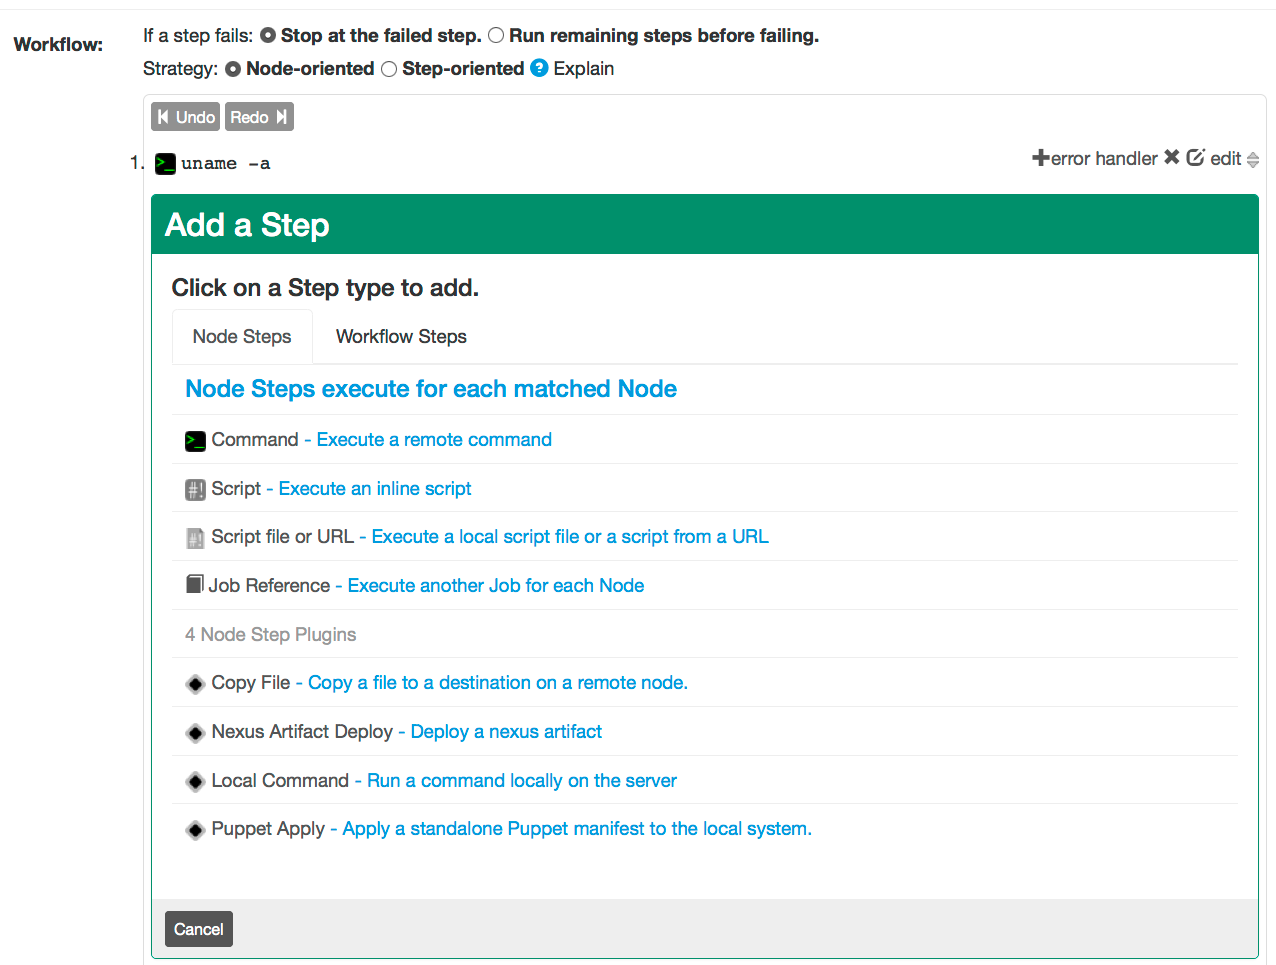 Workflow:
If a step fails: Stop at the failed step. Run remaining steps before failing.
Strategy: Node-oriented Step-oriented ? Explain
Undo Redo
1. >_ uname -a +error handler ✖ edit
Add a Step
Click on a Step type to add.
Node Steps Workflow Steps
Node Steps execute for each matched Node
>_ Command - Execute a remote command
#! Script - Execute an inline script
#! Script file or URL - Execute a local script file or a script from a URL
Job Reference - Execute another Job for each Node
4 Node Step Plugins
Copy File - Copy a file to a destination on a remote node.
Nexus Artifact Deploy - Deploy a nexus artifact
Local Command - Run a command locally on the server
Puppet Apply - Apply a standalone Puppet manifest to the local system.
Cancel